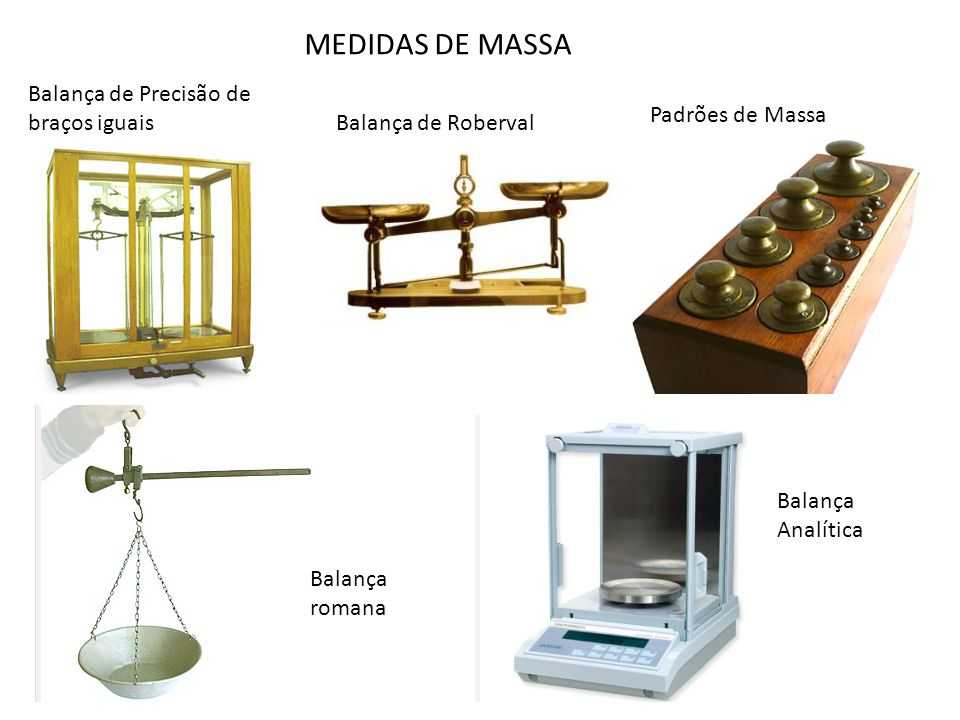 MEDIDAS DE MASSA
Balança de Precisão de
braços iguais
Balança de Roberval
Padrões de Massa
Balança
romana
Balança
Analítica